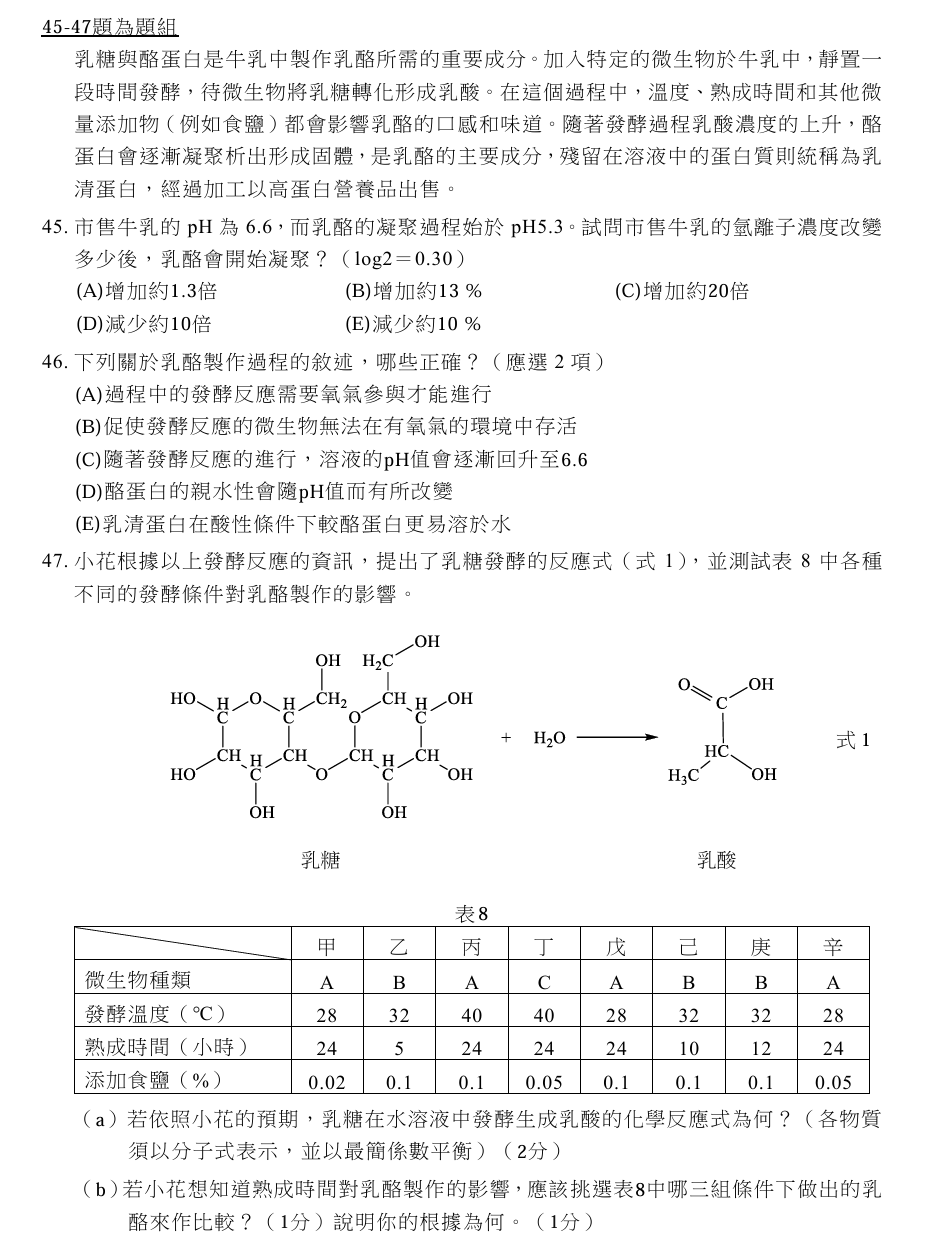 45-47題為題組
乳糖與酪蛋白是牛乳中製作乳酪所需的重要成分。加入特定的微生物於牛乳中，靜置一
段時間發酵，待微生物將乳糖轉化形成乳酸。在這個過程中，溫度、熟成時間和其他微
量添加物（例如食鹽）都會影響乳酪的口感和味道。隨著發酵過程乳酸濃度的上升，酪
蛋白會逐漸凝聚析出形成固體，是乳酪的主要成分，殘留在溶液中的蛋白質則統稱為乳
清蛋白，經過加工以高蛋白營養品出售。
45. 市售牛乳的 pH 為 6.6，而乳酪的凝聚過程始於 pH5.3。試問市售牛乳的氫離子濃度改變
多少後，乳酪會開始凝聚？（log2＝0.30）
(A)增加約1.3倍 (B)增加約13 % (C)增加約20倍
(D)減少約10倍 (E)減少約10 %
46. 下列關於乳酪製作過程的敘述，哪些正確？（應選 2 項）
(A)過程中的發酵反應需要氧氣參與才能進行
(B)促使發酵反應的微生物無法在有氧氣的環境中存活
(C)隨著發酵反應的進行，溶液的pH值會逐漸回升至6.6
(D)酪蛋白的親水性會隨pH值而有所改變
(E)乳清蛋白在酸性條件下較酪蛋白更易溶於水
47. 小花根據以上發酵反應的資訊，提出了乳糖發酵的反應式（式 1），並測試表 8 中各種
不同的發酵條件對乳酪製作的影響。
OH
OH H₂C
HO H O H CH₂ CH H OH
C C O C
CH H CH CH H CH
HO C O C OH
OH OH
+ H₂O
O OH
C
HC
H₃C OH
式 1
乳糖 乳酸
表 8
甲 乙 丙 丁 戊 己 庚 辛
微生物種類 A B A C A B B A
發酵溫度（℃） 28 32 40 40 28 32 32 28
熟成時間（小時） 24 5 24 24 24 10 12 24
添加食鹽（%） 0.02 0.1 0.1 0.05 0.1 0.1 0.1 0.05
（a）若依照小花的預期，乳糖在水溶液中發酵生成乳酸的化學反應式為何？（各物質
須以分子式表示，並以最簡係數平衡）（2分）
（b）若小花想知道熟成時間對乳酪製作的影響，應該挑選表8中哪三組條件下做出的乳
酪來作比較？（1分）說明你的根據為何。（1分）